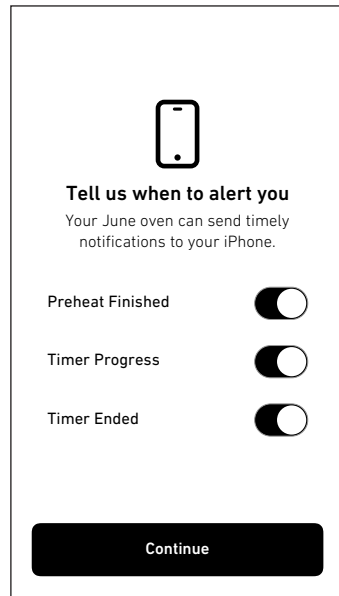 Tell us when to alert you
Your June oven can send timely
notifications to your iPhone.
Preheat Finished
Timer Progress
Timer Ended
Continue